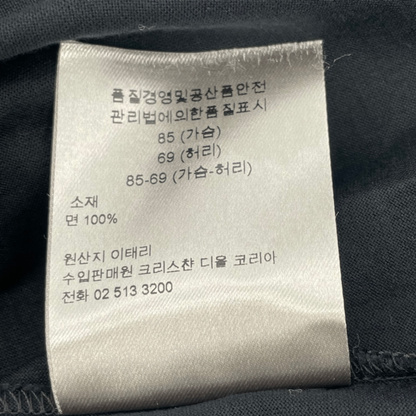 품질경영및공산품안전
관리법에의한품질표시
85 (가슴)
69 (허리)
85-69 (가슴-허리)
소재
면 100%
원산지 이태리
수입판매원 크리스챤 디올 코리아
전화 02 513 3200